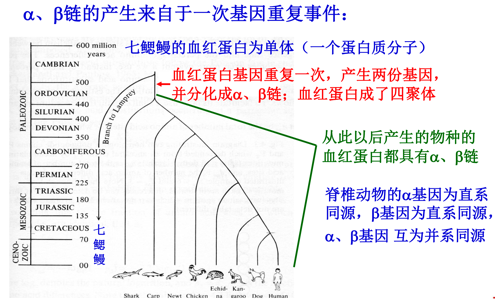 α、β链的产生来自于一次基因重复事件：
七鳃鳗的血红蛋白为单体（一个蛋白质分子）
600 million
years
CAMBRIAN
500
血红蛋白基因重复一次，产生两份基因，
并分化成α、β链；血红蛋白成了四聚体
ORDOVICIAN
440
SILURIAN
400
DEVONIAN
350
PALEOZOIC
Branch to Lamprey
从此以后产生的物种的
血红蛋白都具有α、β链
CARBONIFEROUS
270
PERMIAN
225
TRIASSIC
180
JURASSIC
135
CRETACEOUS
70
MESOZOIC
脊椎动物的α基因为直系
同源，β基因为直系同源，
α、β基因 互为并系同源
七鳃鳗
CENO-
ZOIC
00
Shark Carp Newt Chicken Echid-
na Kan-
garoo Dog Human